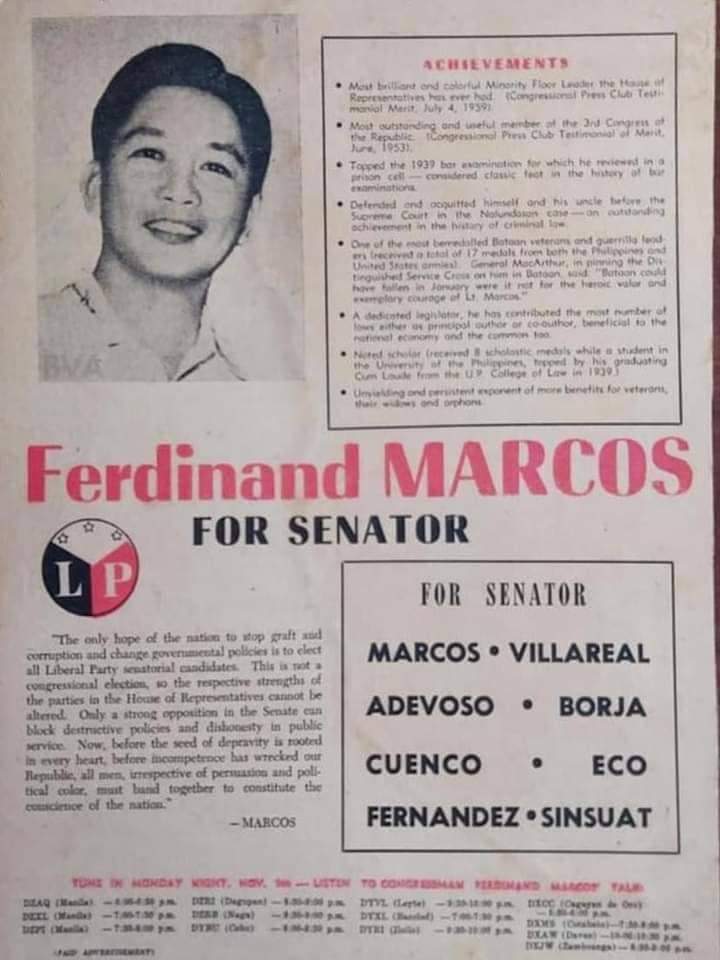 BVA
ACHIEVEMENTS
• Most brilliant and colorful Minority Floor Leader the House of
Representatives has ever had. (Congressional Press Club Testi-
monial Merit, July 4, 1959).
• Most outstanding and useful member of the 3rd Congress of
the Republic. (Congressional Press Club Testimonial of Merit,
June, 1953).
• Topped the 1939 bar examination for which he reviewed in a
prison cell — considered classic feat in the history of bar
examinations.
• Defended and acquitted himself and his uncle before the
Supreme Court in the Nalundasan case — an outstanding
achievement in the history of criminal law.
• One of the most bemedalled Bataan veterans and guerrilla lead-
ers (received a total of 17 medals from both the Philippines and
United States armies). General MacArthur, in pinning the Dis-
tinguished Service Cross on him in Bataan, said: "Bataan could
have fallen in January were it not for the heroic valor and
exemplary courage of Lt. Marcos."
• A dedicated legislator, he has contributed the most number of
laws either as principal author or co-author, beneficial to the
national economy and the common tao.
• Noted scholar (received 8 scholastic medals while a student in
the University of the Philippines, topped by his graduating
Cum Laude from the U.P. College of Law in 1939.)
• Unyielding and persistent exponent of more benefits for veterans,
their widows and orphans.
Ferdinand MARCOS
FOR SENATOR
LP
"The only hope of the nation to stop graft and
corruption and change governmental policies is to elect
all Liberal Party senatorial candidates. This is not a
congressional election, so the respective strengths of
the parties in the House of Representatives cannot be
altered. Only a strong opposition in the Senate can
block destructive policies and dishonesty in public
service. Now, before the seed of depravity is rooted
in every heart, before incompetence has wrecked our
Republic, all men, irrespective of persuasion and poli-
tical color, must band together to constitute the
conscience of the nation."
—MARCOS
FOR SENATOR
MARCOS • VILLAREAL
ADEVOSO • BORJA
CUENCO • ECO
FERNANDEZ • SINSUAT
TUNE IN MONDAY NIGHT, NOV. 9th — LISTEN TO CONGRESSMAN FERDINAND MARCOS' TALK:
DZAQ (Manila) — p.m.
DZXL (Manila) — 7:00-7:30 p.m.
DZPI (Manila) — p.m.
DZRI (Dagupan) — p.m.
DZRB (Naga) — p.m.
DYBU (Cebu) — p.m.
DYVL (Leyte) — p.m.
DYXL (Bacolod) — 7:00-7:30 p.m.
DYRI (Iloilo) — p.m.
DXCC (Cagayan de Oro)
— p.m.
DXMS (Cotabato) — p.m.
DXAW (Davao) — p.m.
DXJW (Zamboanga) — p.m.
(PAID ADVERTISEMENT)